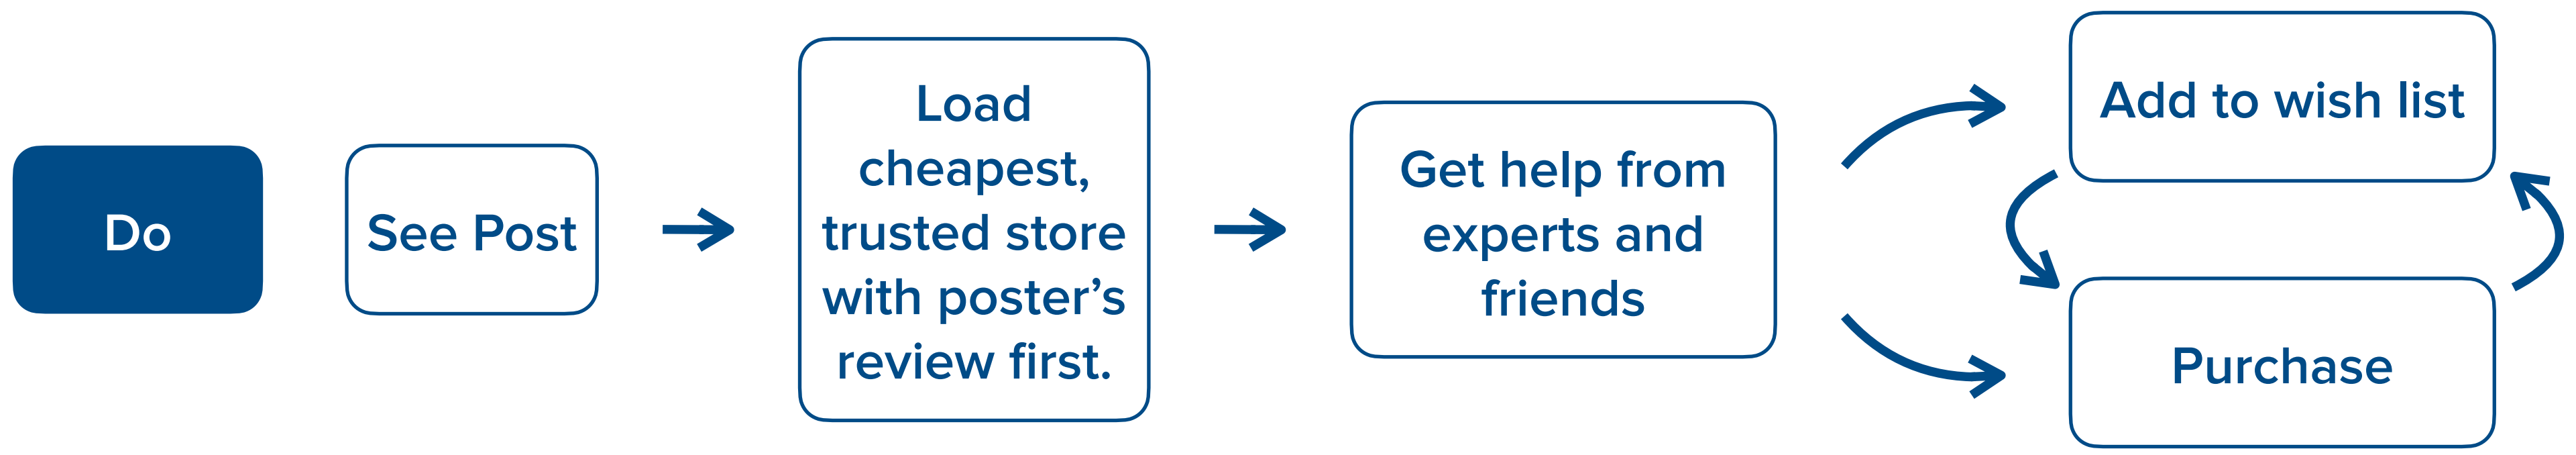 Do
See Post
Load
cheapest,
trusted store
with poster’s
review first.
Get help from
experts and
friends
Add to wish list
Purchase